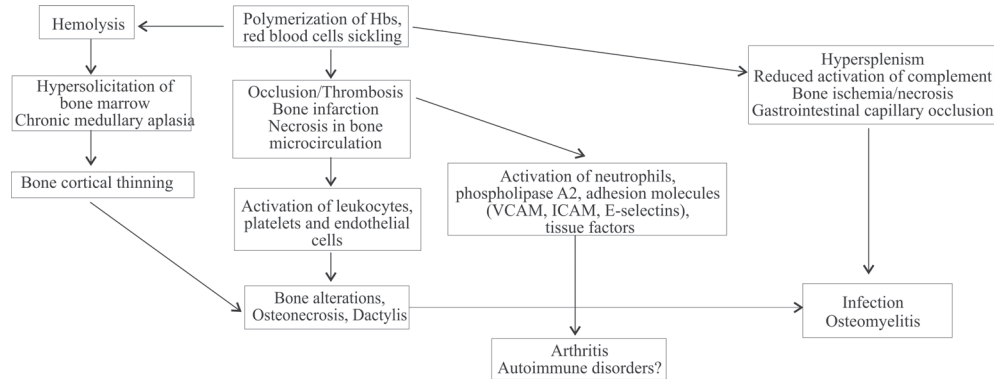 Hemolysis
Polymerization of Hbs,
red blood cells sickling
Hypersplenism
Reduced activation of complement
Bone ischemia/necrosis
Gastrointestinal capillary occlusion
Hypersolicitation of
bone marrow
Chronic medullary aplasia
Occlusion/Thrombosis
Bone infarction
Necrosis in bone
microcirculation
Bone cortical thinning
Activation of neutrophils,
phospholipase A2, adhesion molecules
(VCAM, ICAM, E-selectins),
tissue factors
Activation of leukocytes,
platelets and endothelial
cells
Bone alterations,
Osteonecrosis, Dactylis
Infection
Osteomyelitis
Arthritis
Autoimmune disorders?